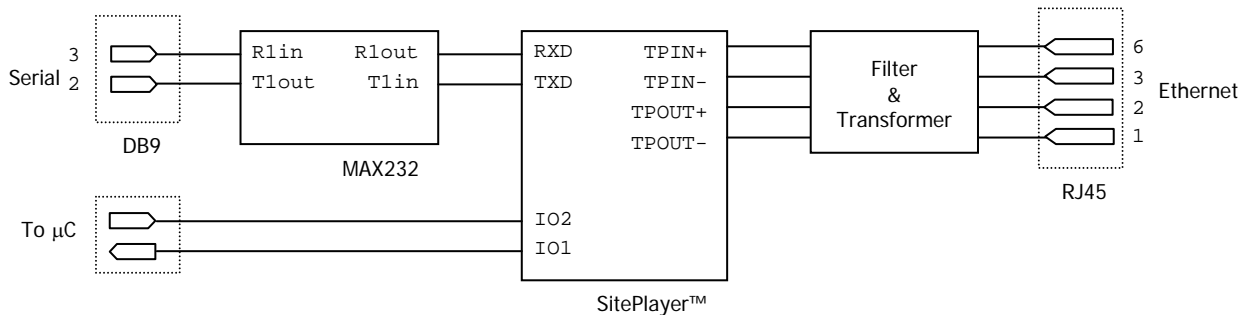 Serial
3
2
DB9
R1in R1out
T1out T1in
MAX232
To μC
RXD TPIN+
TXD TPIN-
TPOUT+
TPOUT-
IO2
IO1
SitePlayer™
Filter
&
Transformer
6
3
2
1
Ethernet
RJ45